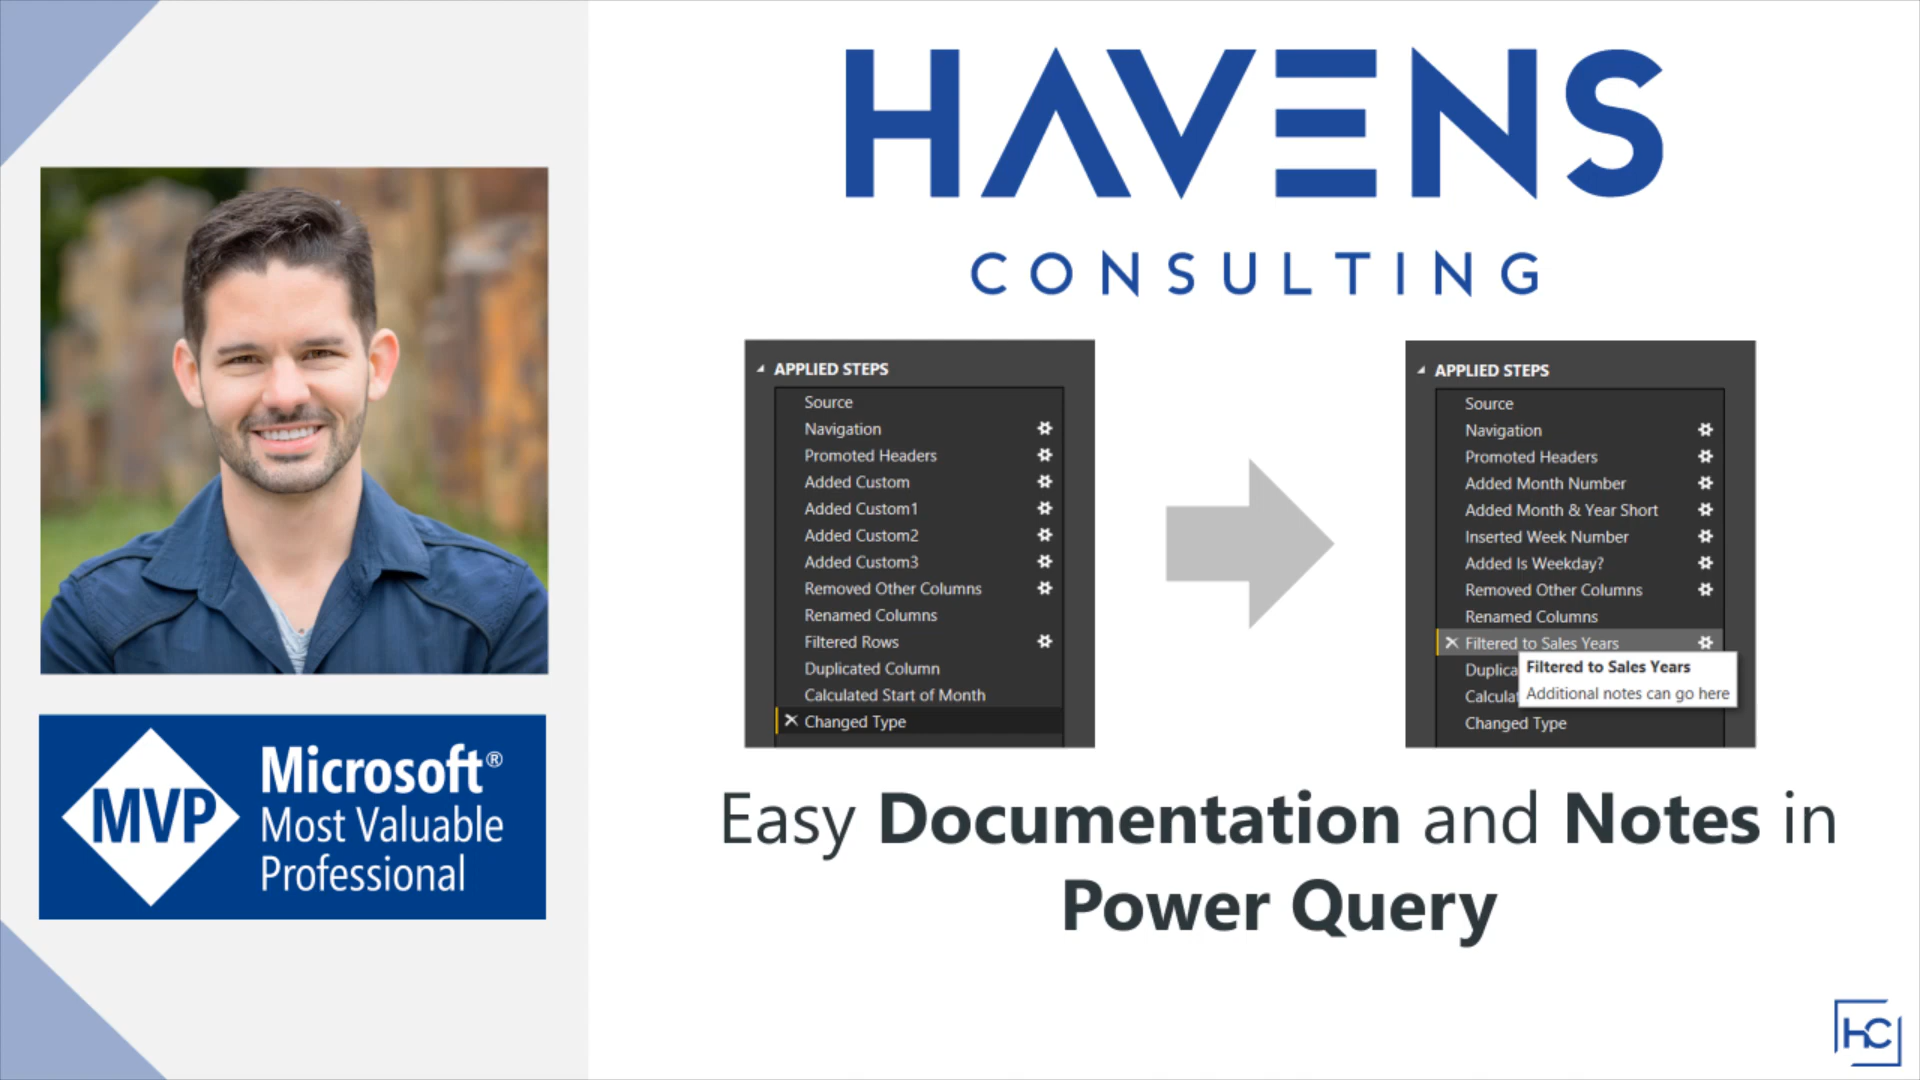 HAVENS
CONSULTING
MVP
Microsoft®
Most Valuable
Professional
APPLIED STEPS
Source
Navigation
Promoted Headers
Added Custom
Added Custom1
Added Custom2
Added Custom3
Removed Other Columns
Renamed Columns
Filtered Rows
Duplicated Column
Calculated Start of Month
Changed Type
APPLIED STEPS
Source
Navigation
Promoted Headers
Added Month Number
Added Month & Year Short
Inserted Week Number
Added Is Weekday?
Removed Other Columns
Renamed Columns
Filtered to Sales Years
Filtered to Sales Years
Duplica
Additional notes can go here
Calcula
Changed Type
Easy Documentation and Notes in
Power Query
HC